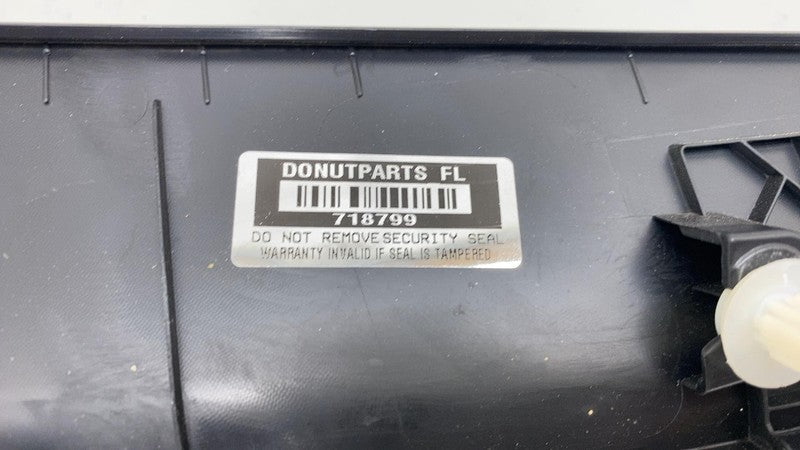 DONUTPARTS FL
718799
DO NOT REMOVE SECURITY SEAL
WARRANTY INVALID IF SEAL IS TAMPERED